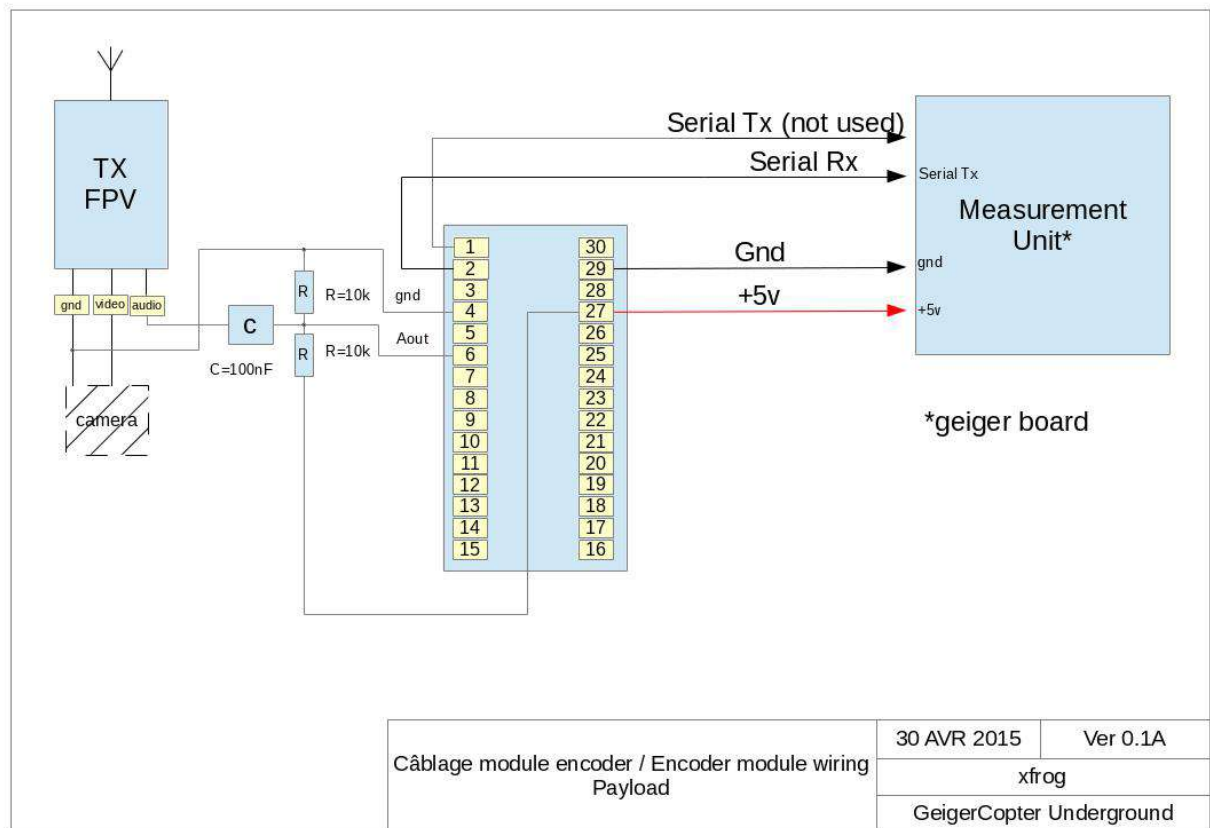 TX
FPV
gnd
video
audio
camera
C
C=100nF
R
R=10k
R
R=10k
gnd
Aout
1
2
3
4
5
6
7
8
9
10
11
12
13
14
15
30
29
28
27
26
25
24
23
22
21
20
19
18
17
16
Serial Tx (not used)
Serial Rx
Gnd
+5v
Serial Tx
Measurement
Unit*
gnd
+5v
*geiger board
Câblage module encoder / Encoder module wiring
Payload
30 AVR 2015
Ver 0.1A
xfrog
GeigerCopter Underground